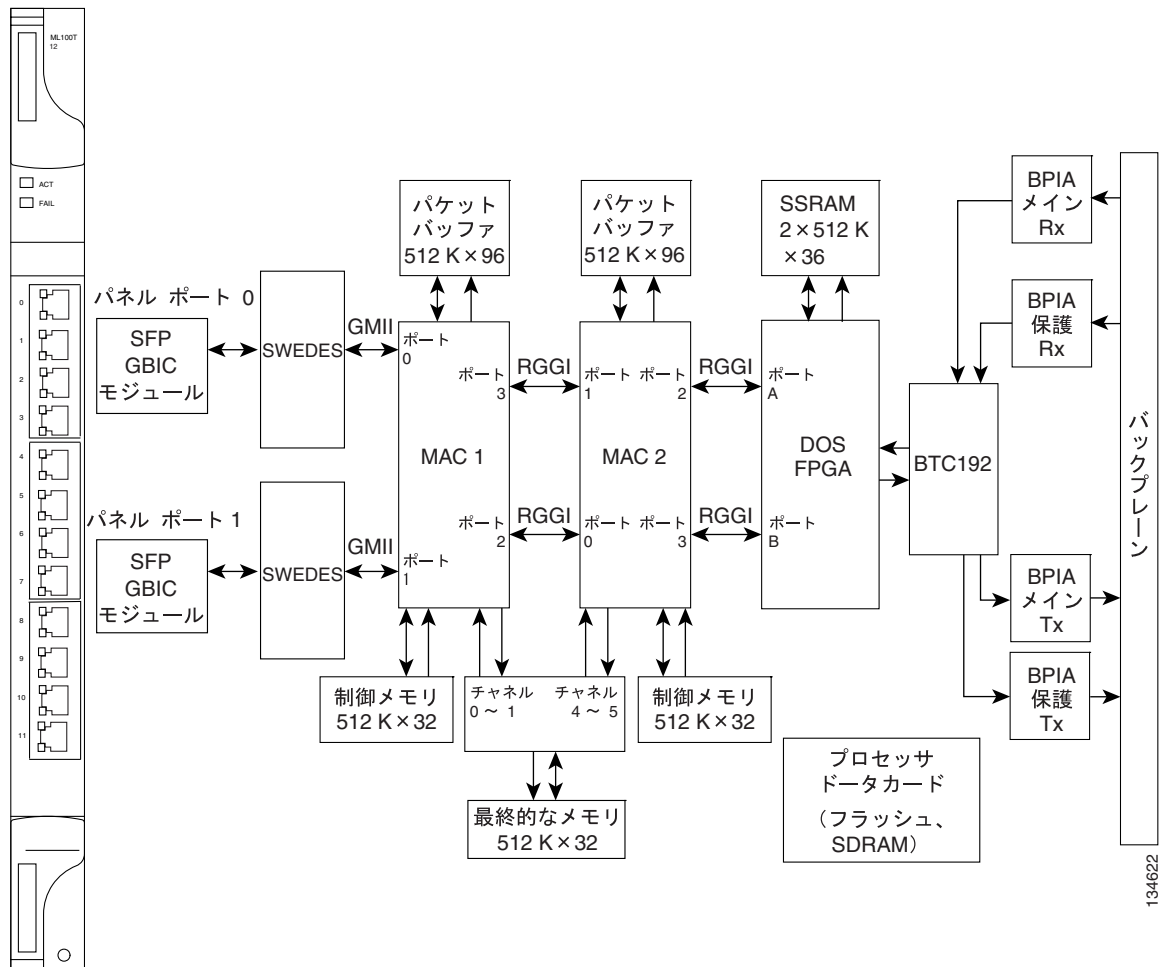 ML100T
12
ACT
FAIL
0
1
2
3
4
5
6
7
8
9
10
11
パネル ポート 0
SFP
GBIC
モジュール
SWEDES
GMII
パネル ポート 1
SFP
GBIC
モジュール
SWEDES
GMII
パケット
バッファ
512 K×96
ポート
0
ポート
3
MAC 1
ポート
2
ポート
1
RGGI
RGGI
パケット
バッファ
512 K×96
ポート
1
ポート
2
MAC 2
ポート
0
ポート
3
RGGI
RGGI
SSRAM
2×512 K
×36
ポート
A
DOS
FPGA
ポート
B
BTC192
BPIA
メイン
Rx
BPIA
保護
Rx
BPIA
メイン
Tx
BPIA
保護
Tx
バックプレーン
制御メモリ
512 K×32
チャネル
0 ~ 1
チャネル
4 ~ 5
制御メモリ
512 K×32
最終的なメモリ
512 K×32
プロセッサ
ドータカード
(フラッシュ、
SDRAM)
134622